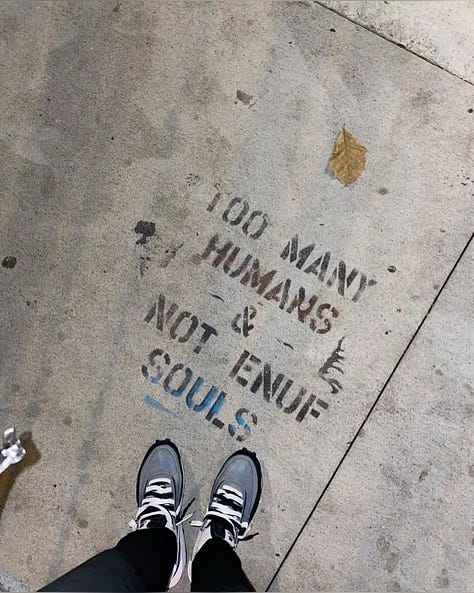 TOO MANY
HUMANS
&
NOT ENUF
SOULS